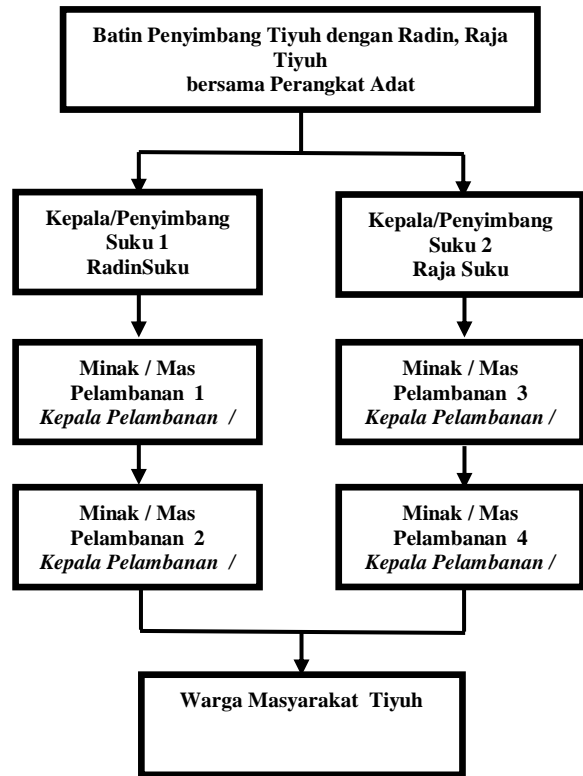 Batin Penyimbang Tiyuh dengan Radin, Raja
Tiyuh
bersama Perangkat Adat
Kepala/Penyimbang
Suku 1
RadinSuku
Kepala/Penyimbang
Suku 2
Raja Suku
Minak / Mas
Pelambanan 1
Kepala Pelambanan /
Minak / Mas
Pelambanan 3
Kepala Pelambanan /
Minak / Mas
Pelambanan 2
Kepala Pelambanan /
Minak / Mas
Pelambanan 4
Kepala Pelambanan /
Warga Masyarakat Tiyuh